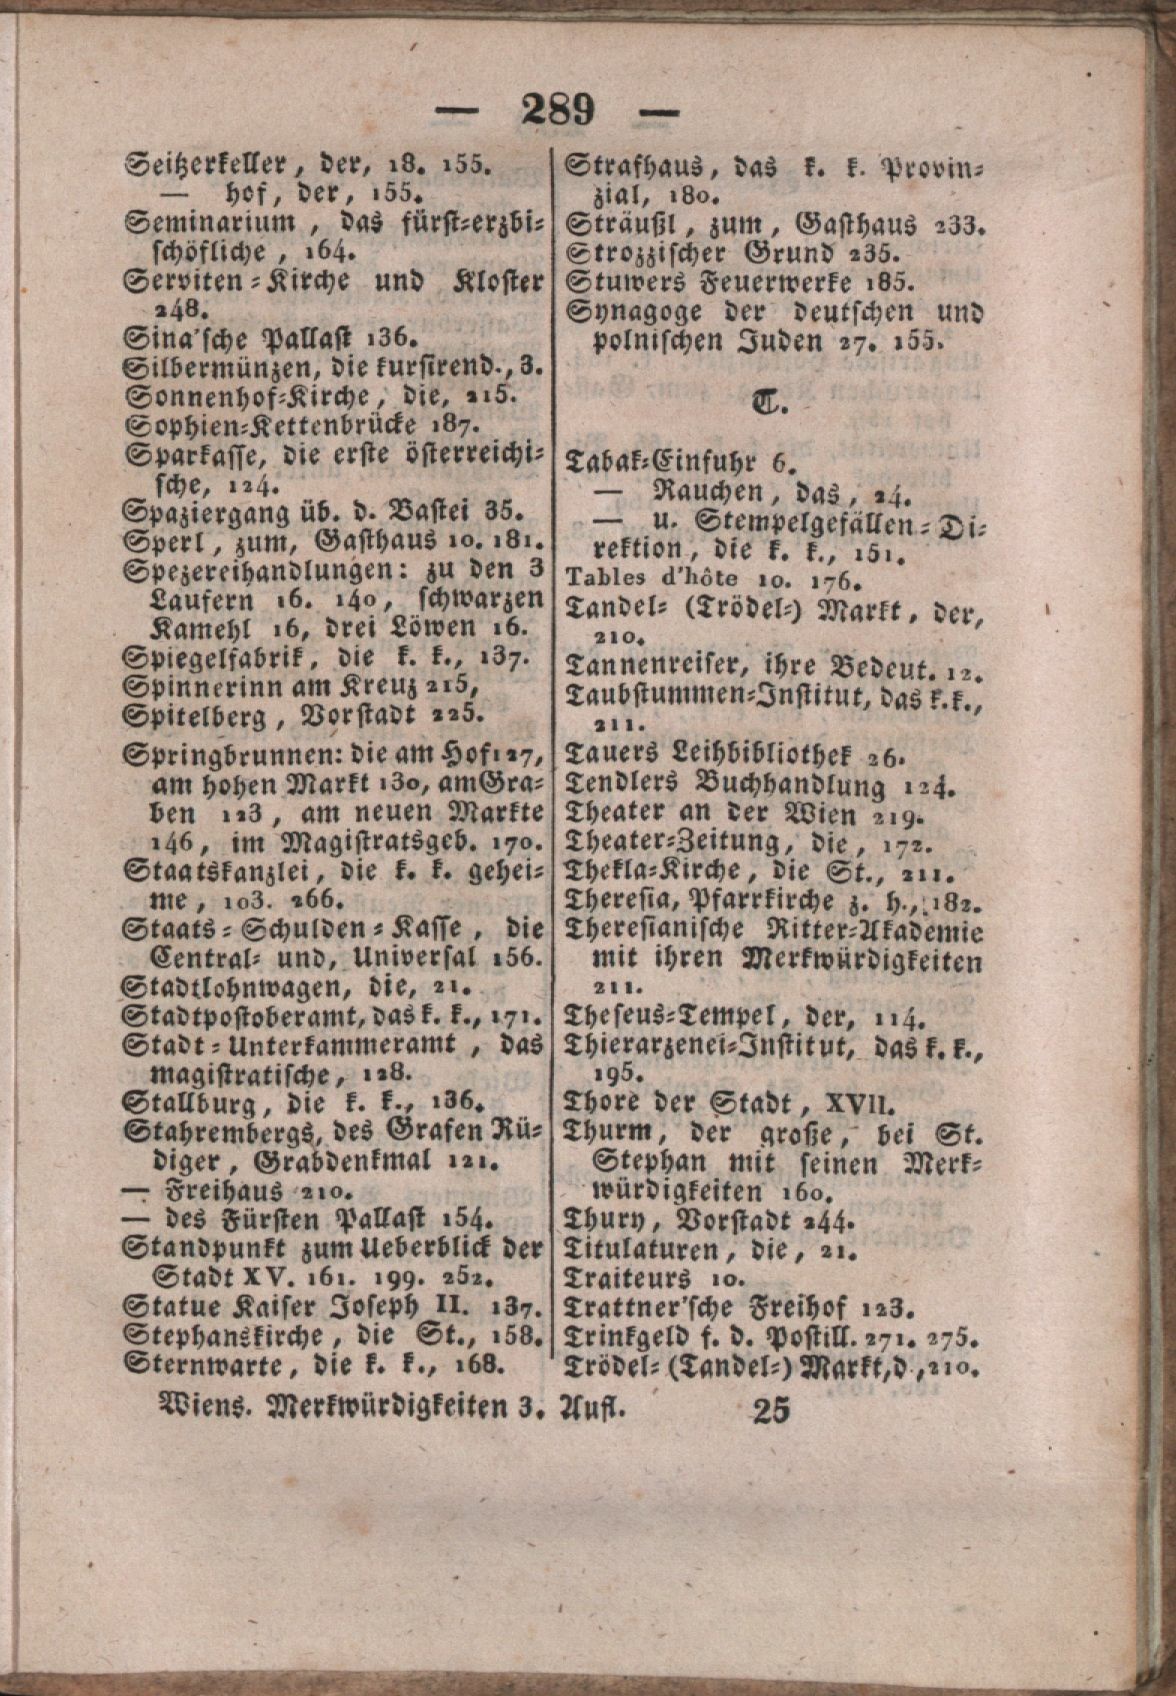 — 289 —
Seitzerkeller, der, 18. 155.
— hof, der, 155.
Seminarium, das fürst-erzbi-
schöfliche, 164.
Serviten-Kirche und Kloster
248.
Sina'sche Pallast 136.
Silbermünzen, die kursirend., 3.
Sonnenhof-Kirche, die, 215.
Sophien-Kettenbrücke 187.
Sparkasse, die erste österreichi-
sche, 124.
Spaziergang üb. d. Bastei 35.
Sperl, zum, Gasthaus 10. 181.
Spezereihandlungen: zu den 3
Laufern 16. 140, schwarzen
Kamehl 16, drei Löwen 16.
Spiegelfabrik, die k. k., 137.
Spinnerinn am Kreuz 215,
Spitelberg, Vorstadt 225.
Springbrunnen: die am Hof 127,
am hohen Markt 130, am Gra-
ben 123, am neuen Markte
146, im Magistratsgeb. 170.
Staatskanzlei, die k. k. gehei-
me, 103. 266.
Staats-Schulden-Kasse, die
Central- und, Universal 156.
Stadtlohnwagen, die, 21.
Stadtpostoberamt, das k. k., 171.
Stadt-Unterkammeramt, das
magistratische, 128.
Stallburg, die k. k., 136.
Stahrembergs, des Grafen Rü-
diger, Grabdenkmal 121.
— Freihaus 210.
— des Fürsten Pallast 154.
Standpunkt zum Ueberblick der
Stadt XV. 161. 199. 252.
Statue Kaiser Joseph II. 137.
Stephanskirche, die St., 158.
Sternwarte, die k. k., 168.
Strafhaus, das k. k. Provin-
zial, 180.
Sträußl, zum, Gasthaus 233.
Strozzischer Grund 235.
Stuwers Feuerwerke 185.
Synagoge der deutschen und
polnischen Juden 27. 155.
T.
Tabak-Einfuhr 6.
— Rauchen, das, 24.
— u. Stempelgefällen-Di-
rektion, die k. k., 151.
Tables d'hôte 10. 176.
Tandel- (Trödel-) Markt, der,
210.
Tannenreiser, ihre Bedeut. 12.
Taubstummen-Institut, das k. k.,
211.
Tauers Leihbibliothek 26.
Tendlers Buchhandlung 124.
Theater an der Wien 219.
Theater-Zeitung, die, 172.
Thekla-Kirche, die St., 211.
Theresia, Pfarrkirche z. h., 182.
Theresianische Ritter-Akademie
mit ihren Merkwürdigkeiten
211.
Theseus-Tempel, der, 114.
Thierarzenei-Institut, das k. k.,
195.
Thore der Stadt, XVII.
Thurm, der große, bei St.
Stephan mit seinen Merk-
würdigkeiten 160.
Thury, Vorstadt 244.
Titulaturen, die, 21.
Traiteurs 10.
Trattner'sche Freihof 123.
Trinkgeld f. d. Postill. 271. 275.
Trödel- (Tandel-) Markt, d., 210.
Wiens. Merkwürdigkeiten 3. Aufl. 25